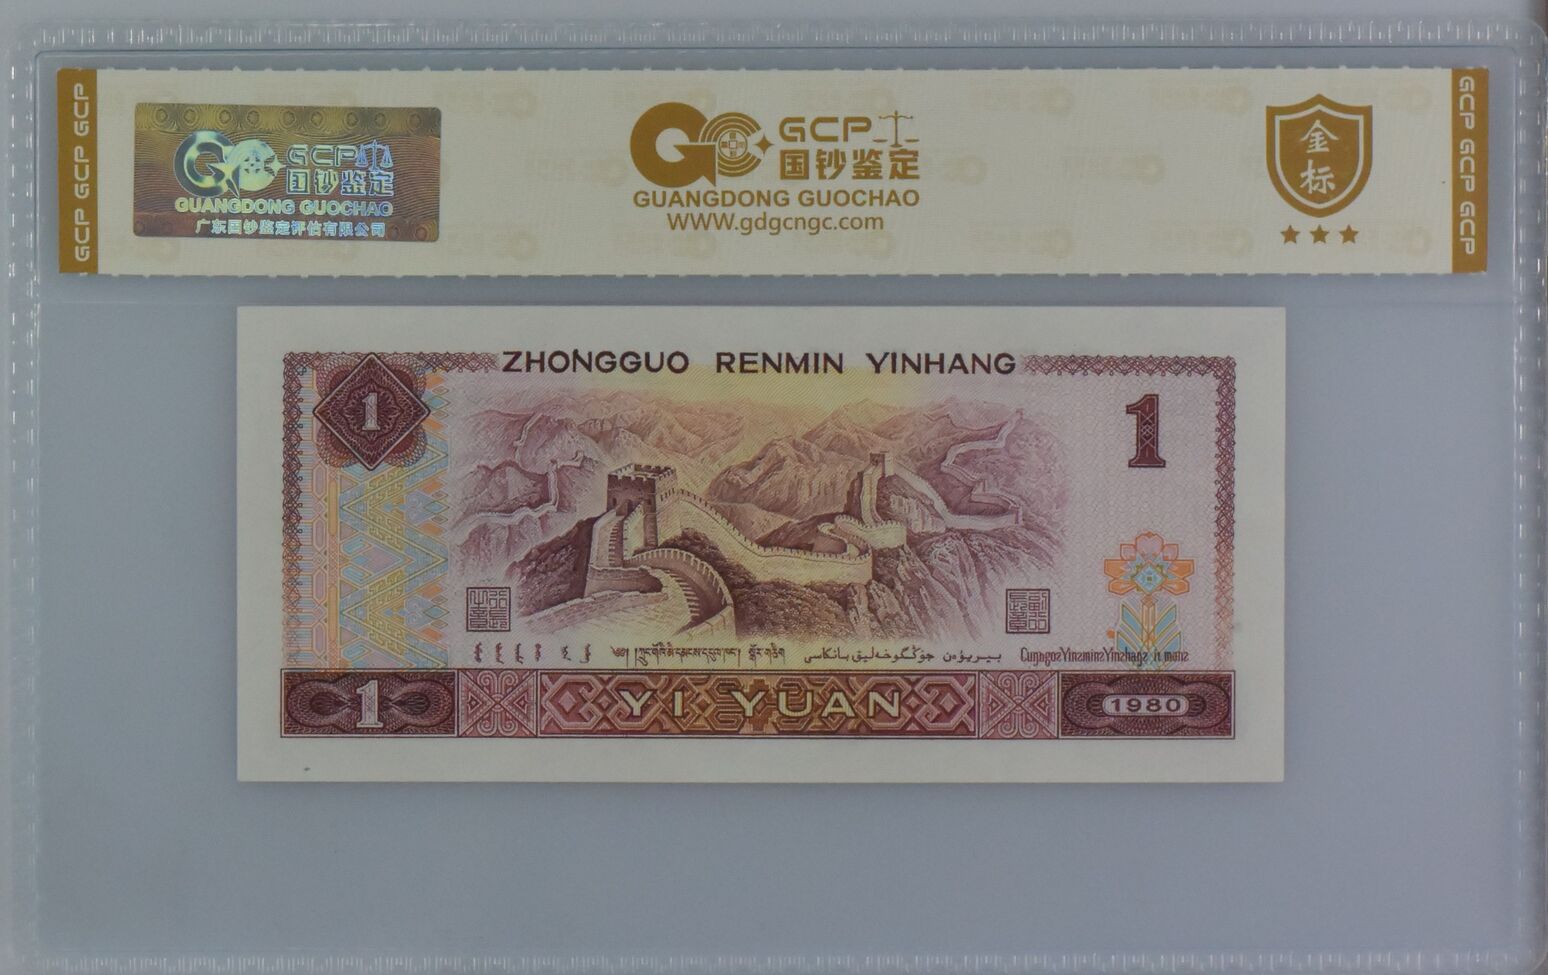 GCP GCP GCP
GCP
国钞鉴定
GUANGDONG GUOCHAO
广东国钞鉴定评估有限公司
GCP
国钞鉴定
GUANGDONG GUOCHAO
WWW.gdgcngc.com
金
标
GCP GCP GCP
ZHONGGUO RENMIN YINHANG
1
1
YI YUAN
1
1980